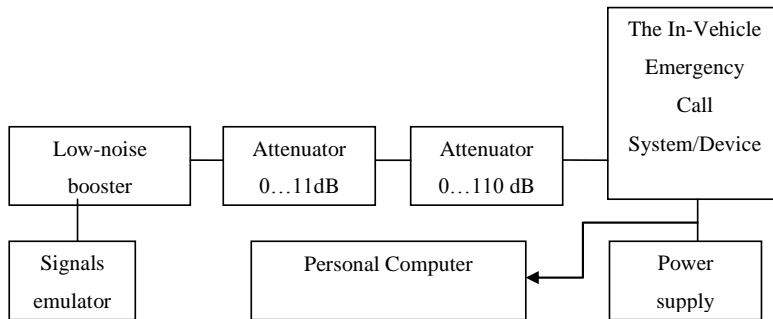 The In-Vehicle
Emergency
Call
System/Device
Low-noise
booster
Attenuator
0…11dB
Attenuator
0…110 dB
Signals
emulator
Personal Computer
Power
supply